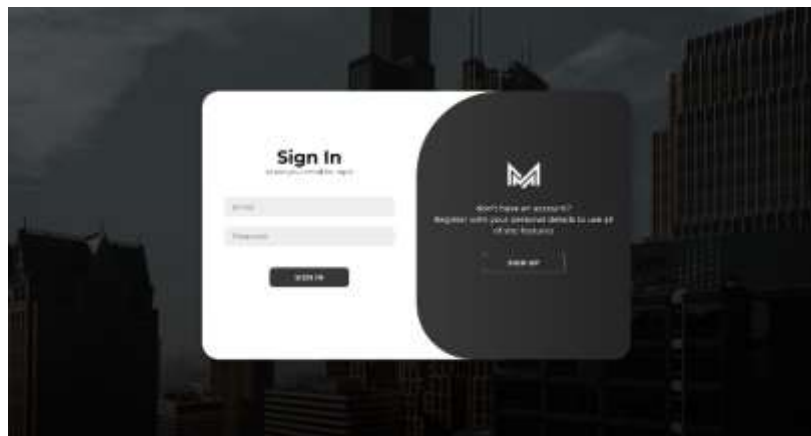 Sign In
Email
Password
SIGN IN
don't have an account?
Register with your personal details to use all
of site features
SIGN UP